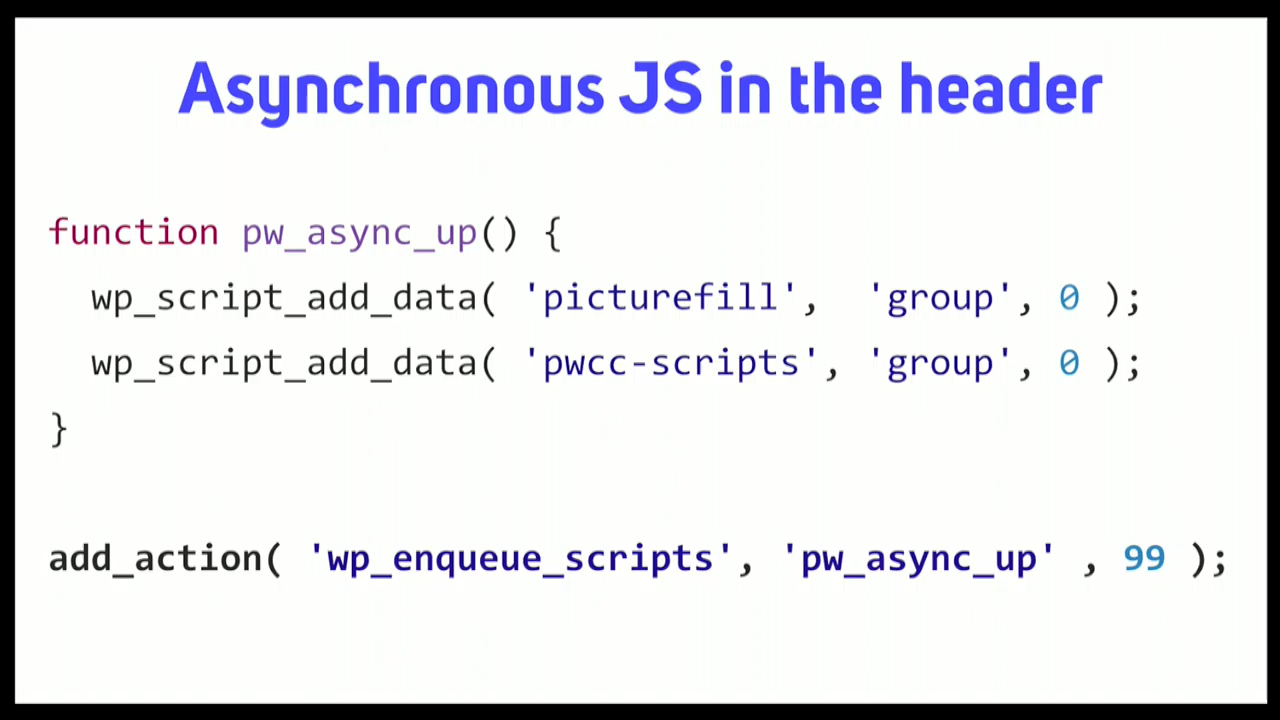 Asynchronous JS in the header
function pw_async_up() {
  wp_script_add_data( 'picturefill',  'group', 0 );
  wp_script_add_data( 'pwcc-scripts', 'group', 0 );
}
add_action( 'wp_enqueue_scripts', 'pw_async_up' , 99 );